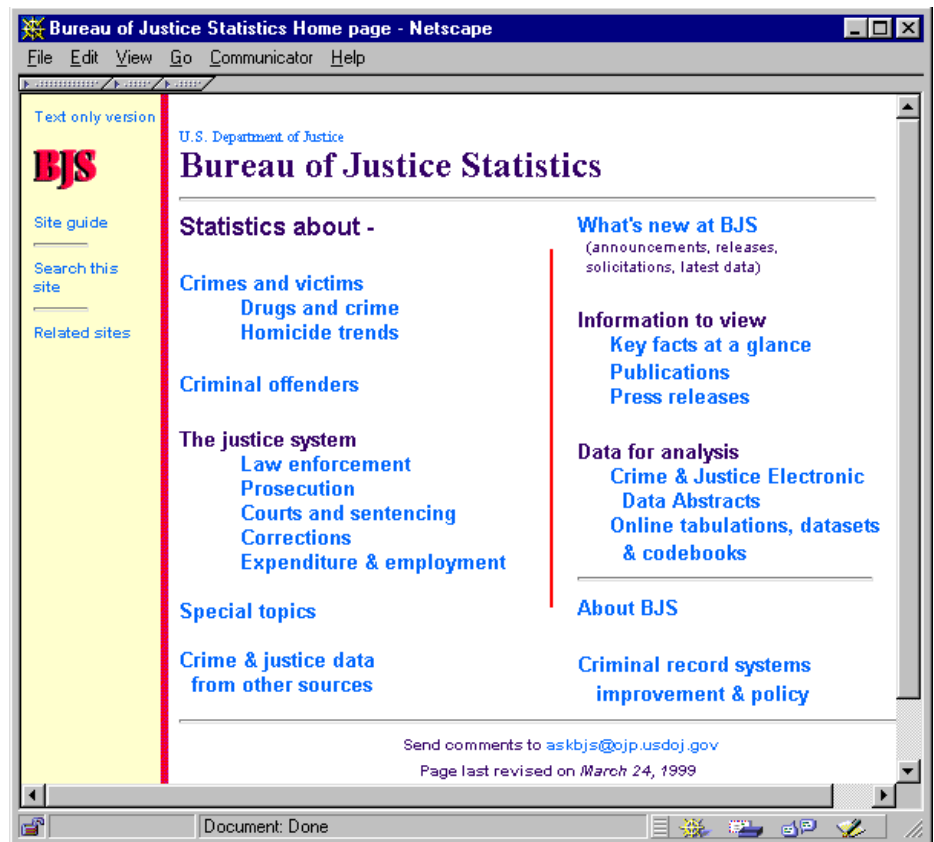 Bureau of Justice Statistics Home page - Netscape
File Edit View Go Communicator Help
Text only version
BJS
Site guide
Search this
site
Related sites
U.S. Department of Justice
Bureau of Justice Statistics
Statistics about -
Crimes and victims
Drugs and crime
Homicide trends
Criminal offenders
The justice system
Law enforcement
Prosecution
Courts and sentencing
Corrections
Expenditure & employment
Special topics
Crime & justice data
from other sources
What's new at BJS
(announcements, releases,
solicitations, latest data)
Information to view
Key facts at a glance
Publications
Press releases
Data for analysis
Crime & Justice Electronic
Data Abstracts
Online tabulations, datasets
& codebooks
About BJS
Criminal record systems
improvement & policy
Send comments to askbjs@ojp.usdoj.gov
Page last revised on March 24, 1999
Document: Done